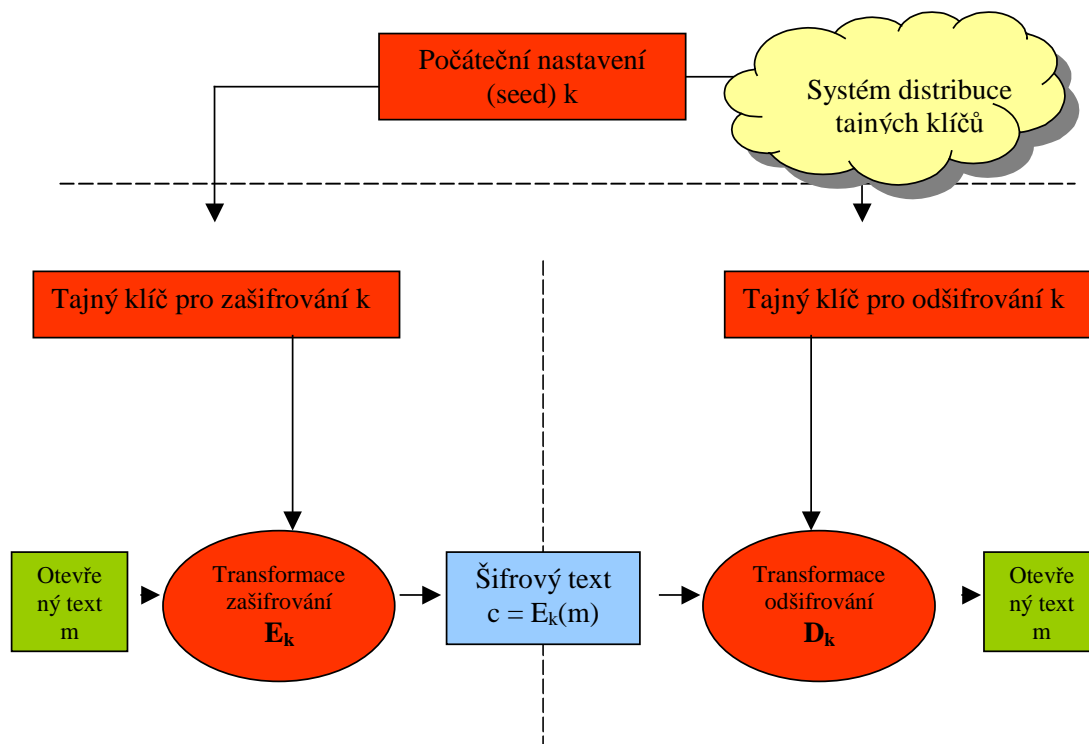 Počáteční nastavení
(seed) k
Systém distribuce
tajných klíčů
Tajný klíč pro zašifrování k
Tajný klíč pro odšifrování k
Otevře
ný text
m
Transformace
zašifrování
Eₖ
Šifrový text
c = Eₖ(m)
Transformace
odšifrování
Dₖ
Otevře
ný text
m